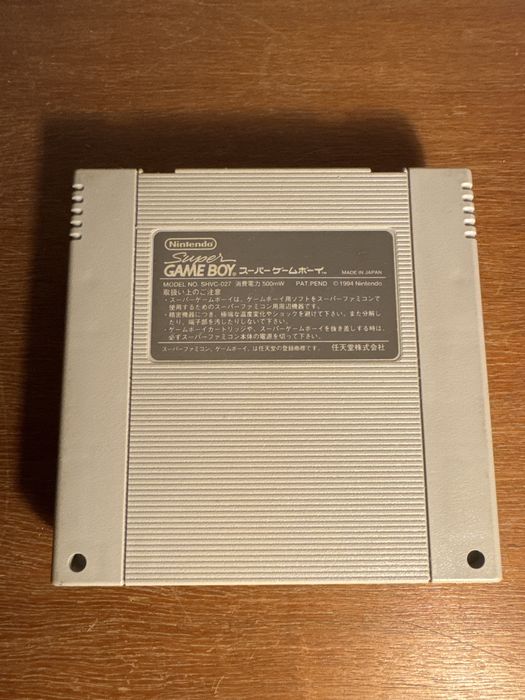 Nintendo
Super
GAME BOY スーパーゲームボーイ™ MADE IN JAPAN
MODEL NO. SHVC-027 消費電力 500mW PAT. PEND © 1994 Nintendo
取扱い上のご注意
・スーパーゲームボーイは、ゲームボーイ用ソフトをスーパーファミコンで
使用するためのスーパーファミコン用周辺機器です。
・精密機器につき、極端な温度変化やショックを避けて下さい。また分解し
たり、端子部を汚したりしないで下さい。
・ゲームボーイカートリッジや、スーパーゲームボーイを抜き差しする時は、
必ずスーパーファミコン本体の電源を切って下さい。
スーパーファミコン、ゲームボーイ、は任天堂の登録商標です。 任天堂株式会社